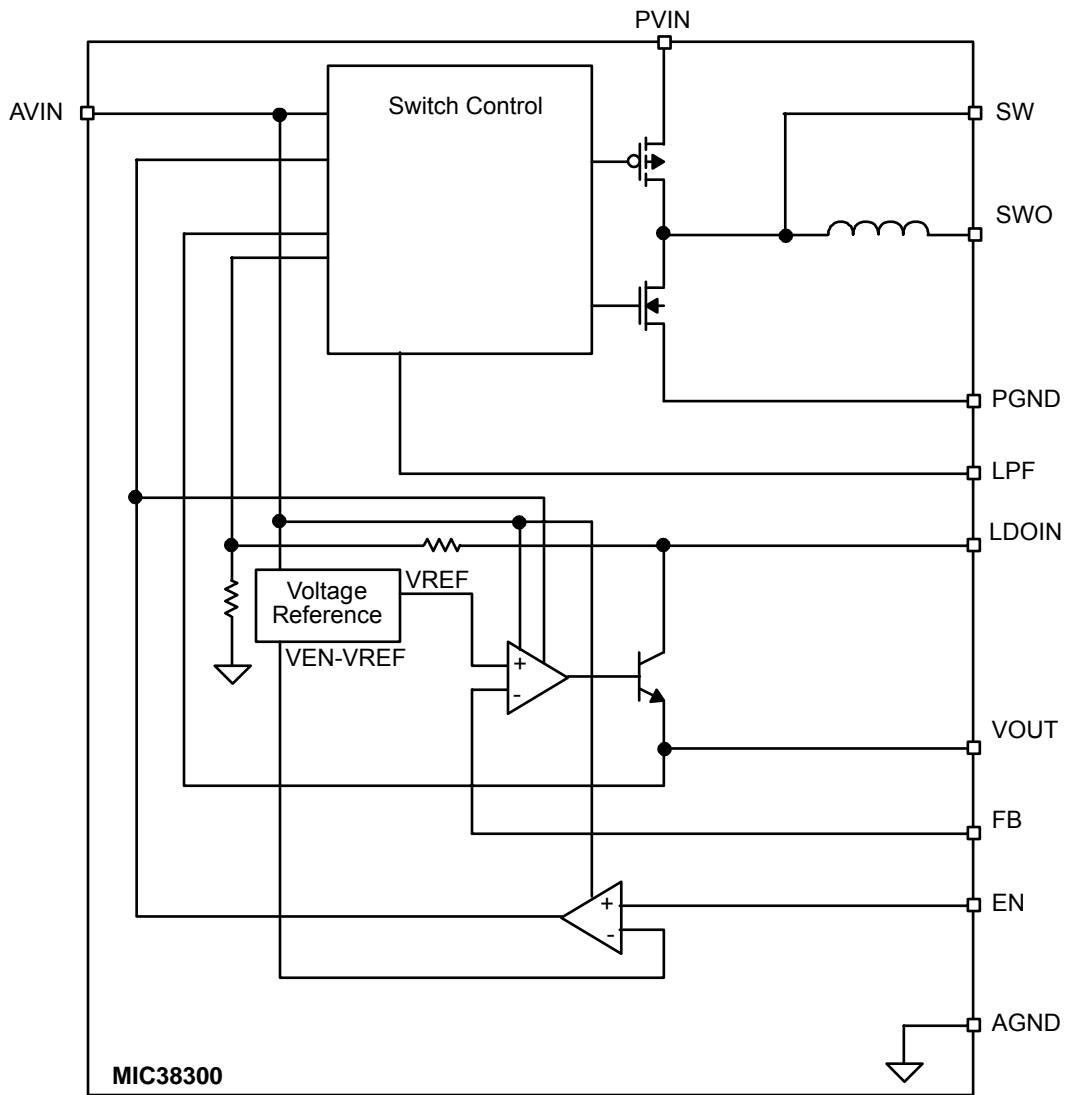 PVIN
AVIN
Switch Control
SW
SWO
PGND
LPF
LDOIN
Voltage
Reference
VREF
VEN-VREF
+
-
VOUT
FB
+
-
EN
AGND
MIC38300